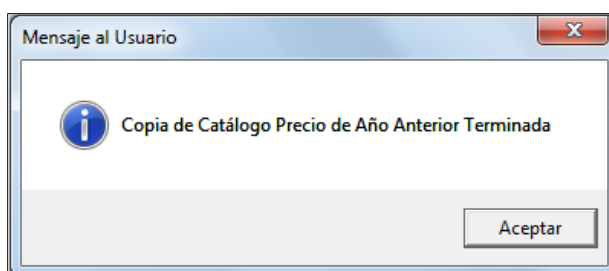 Mensaje al Usuario
Copia de Catálogo Precio de Año Anterior Terminada
Aceptar